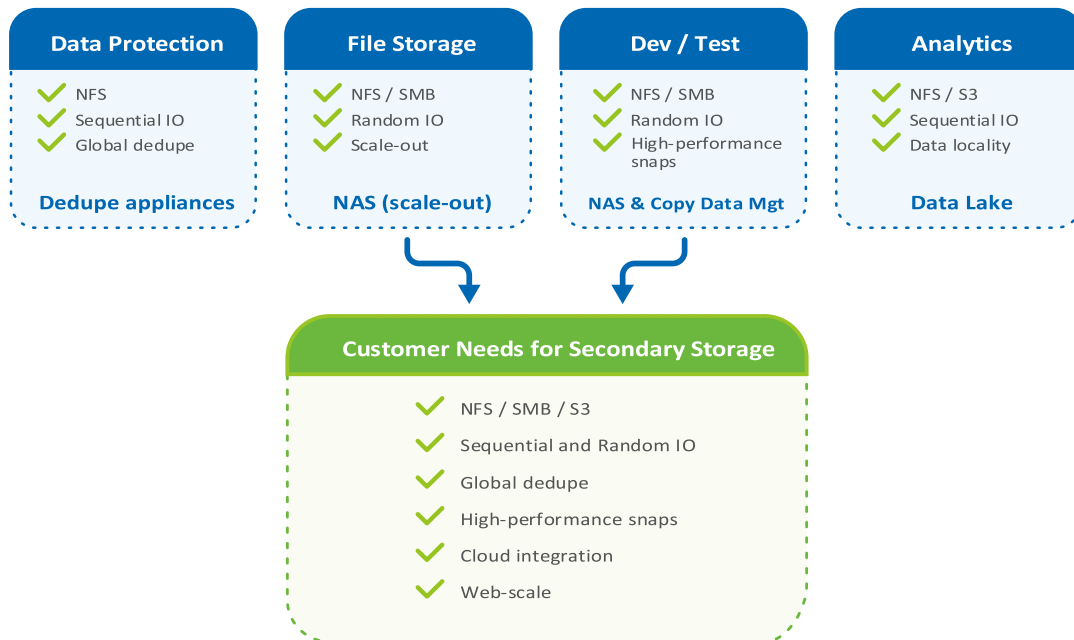 Data Protection
NFS
Sequential IO
Global dedupe
Dedupe appliances
File Storage
NFS / SMB
Random IO
Scale-out
NAS (scale-out)
Dev / Test
NFS / SMB
Random IO
High-performance
snaps
NAS & Copy Data Mgt
Analytics
NFS / S3
Sequential IO
Data locality
Data Lake
Customer Needs for Secondary Storage
NFS / SMB / S3
Sequential and Random IO
Global dedupe
High-performance snaps
Cloud integration
Web-scale